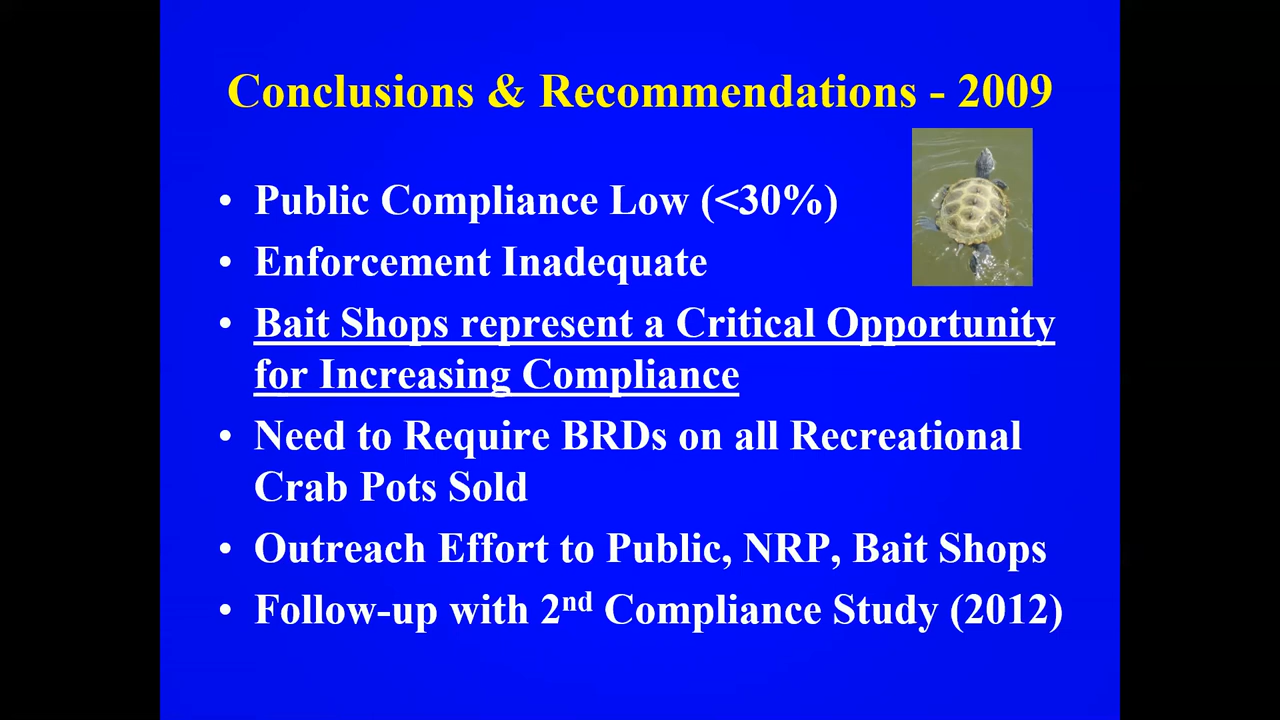 Conclusions & Recommendations - 2009
• Public Compliance Low (<30%)
• Enforcement Inadequate
• Bait Shops represent a Critical Opportunity
for Increasing Compliance
• Need to Require BRDs on all Recreational
Crab Pots Sold
• Outreach Effort to Public, NRP, Bait Shops
• Follow-up with 2nd Compliance Study (2012)